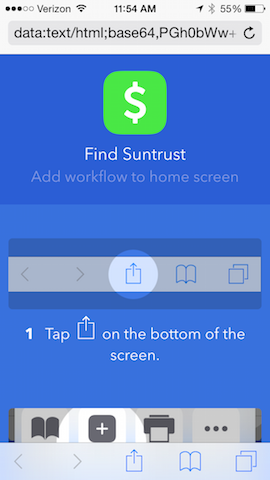 Verizon 11:54 AM 55%
data:text/html;base64,PGh0bWw+
$
Find Suntrust
Add workflow to home screen
1 Tap on the bottom of the
screen.